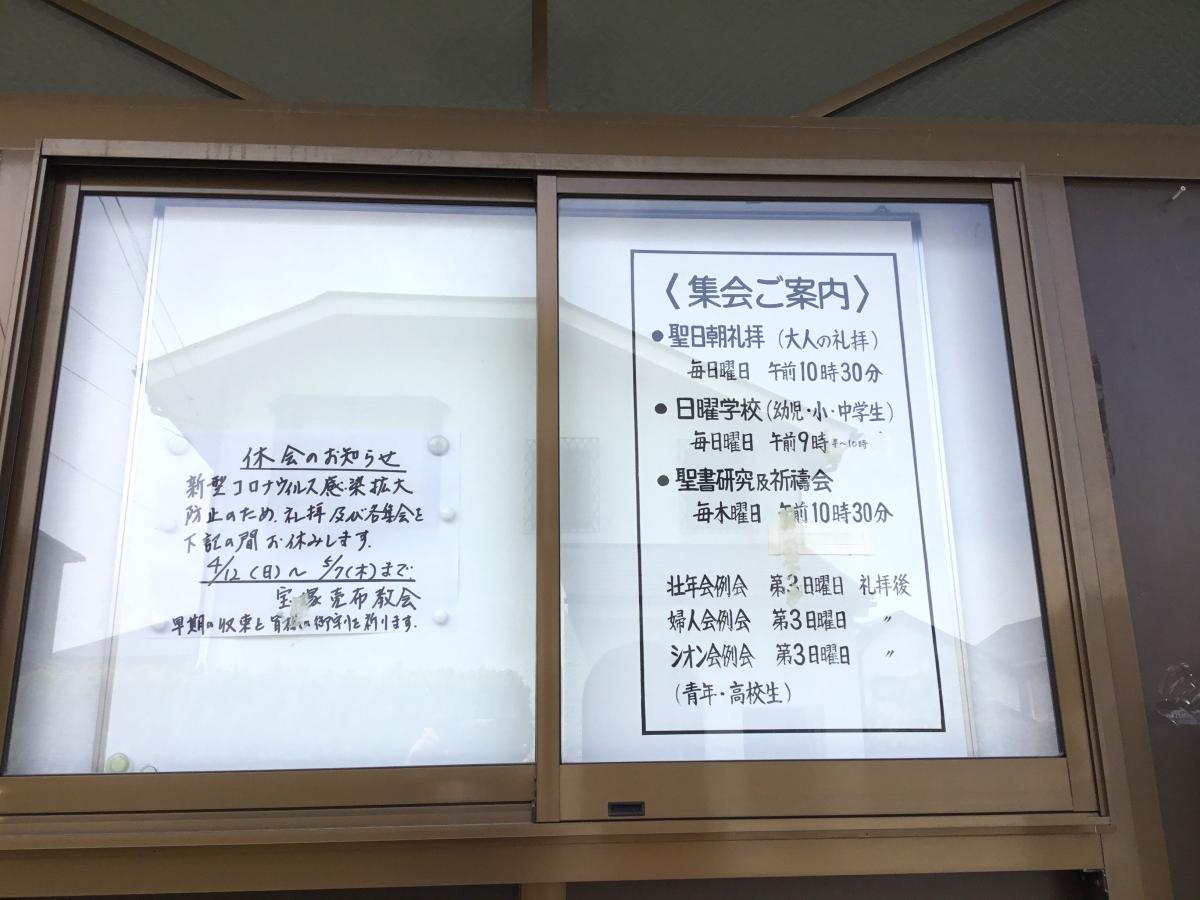 休会のお知らせ
新型コロナウィルス感染拡大
防止のため、礼拝及び各集会を
下記の間お休みします。
4/12(日)〜5/7(木)まで
宝塚売布教会
早期の収束と皆様の御幸を祈ります。
〈集会ご案内〉
●聖日朝礼拝(大人の礼拝)
毎日曜日 午前10時30分
●日曜学校(幼児・小・中学生)
毎日曜日 午前9時半〜10時
●聖書研究及祈禱会
毎木曜日 午前10時30分
壮年会例会 第3日曜日 礼拝後
婦人会例会 第3日曜日 〃
シオン会例会 第3日曜日 〃
(青年・高校生)